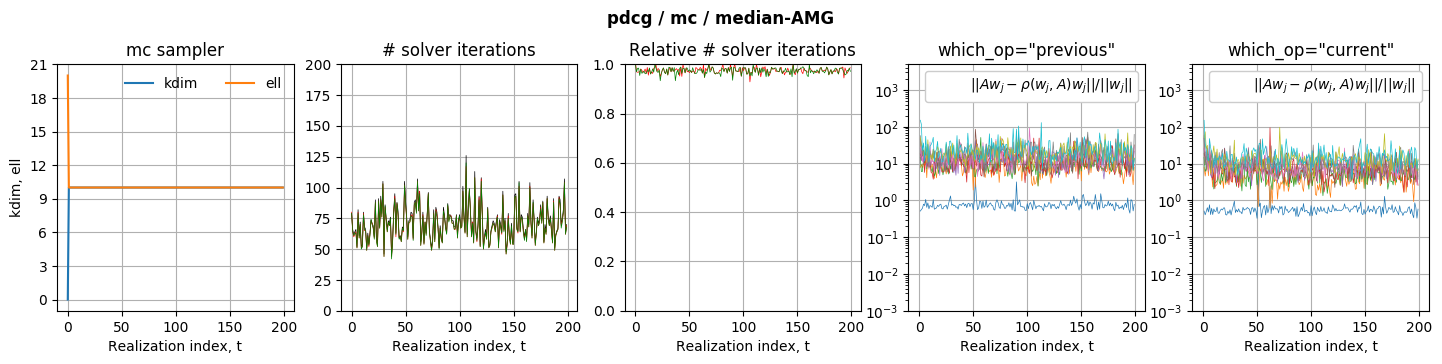 pdcg / mc / median-AMG
mc sampler
kdim, ell
21
18
15
12
9
6
3
0
kdim
ell
0 50 100 150 200
Realization index, t
# solver iterations
200
175
150
125
100
75
50
25
0
0 50 100 150 200
Realization index, t
Relative # solver iterations
1.0
0.8
0.6
0.4
0.2
0.0
0 50 100 150 200
Realization index, t
which_op="previous"
||Aw_j − ρ(w_j, A)w_j||/||w_j||
10^3
10^2
10^1
10^0
10^−1
10^−2
10^−3
0 50 100 150 200
Realization index, t
which_op="current"
||Aw_j − ρ(w_j, A)w_j||/||w_j||
10^3
10^2
10^1
10^0
10^−1
10^−2
10^−3
0 50 100 150 200
Realization index, t